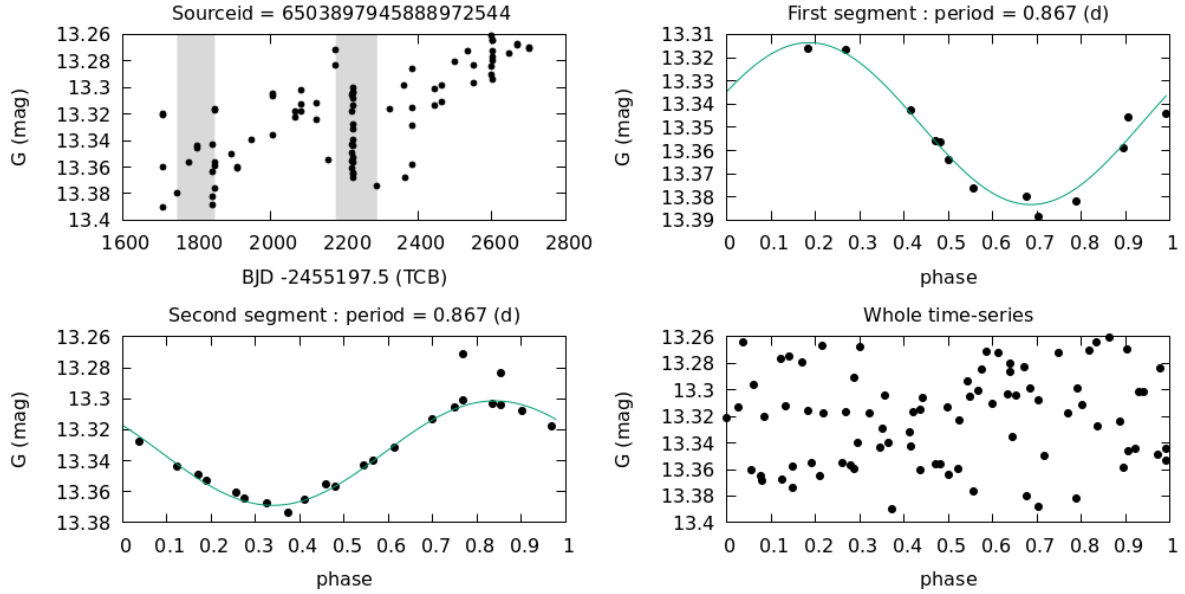 Sourceid = 6503897945888972544
G (mag)
13.26
13.28
13.3
13.32
13.34
13.36
13.38
13.4
1600 1800 2000 2200 2400 2600 2800
BJD -2455197.5 (TCB)
First segment : period = 0.867 (d)
G (mag)
13.31
13.32
13.33
13.34
13.35
13.36
13.37
13.38
13.39
0 0.1 0.2 0.3 0.4 0.5 0.6 0.7 0.8 0.9 1
phase
Second segment : period = 0.867 (d)
G (mag)
13.26
13.28
13.3
13.32
13.34
13.36
13.38
0 0.1 0.2 0.3 0.4 0.5 0.6 0.7 0.8 0.9 1
phase
Whole time-series
G (mag)
13.26
13.28
13.3
13.32
13.34
13.36
13.38
13.4
0 0.1 0.2 0.3 0.4 0.5 0.6 0.7 0.8 0.9 1
phase